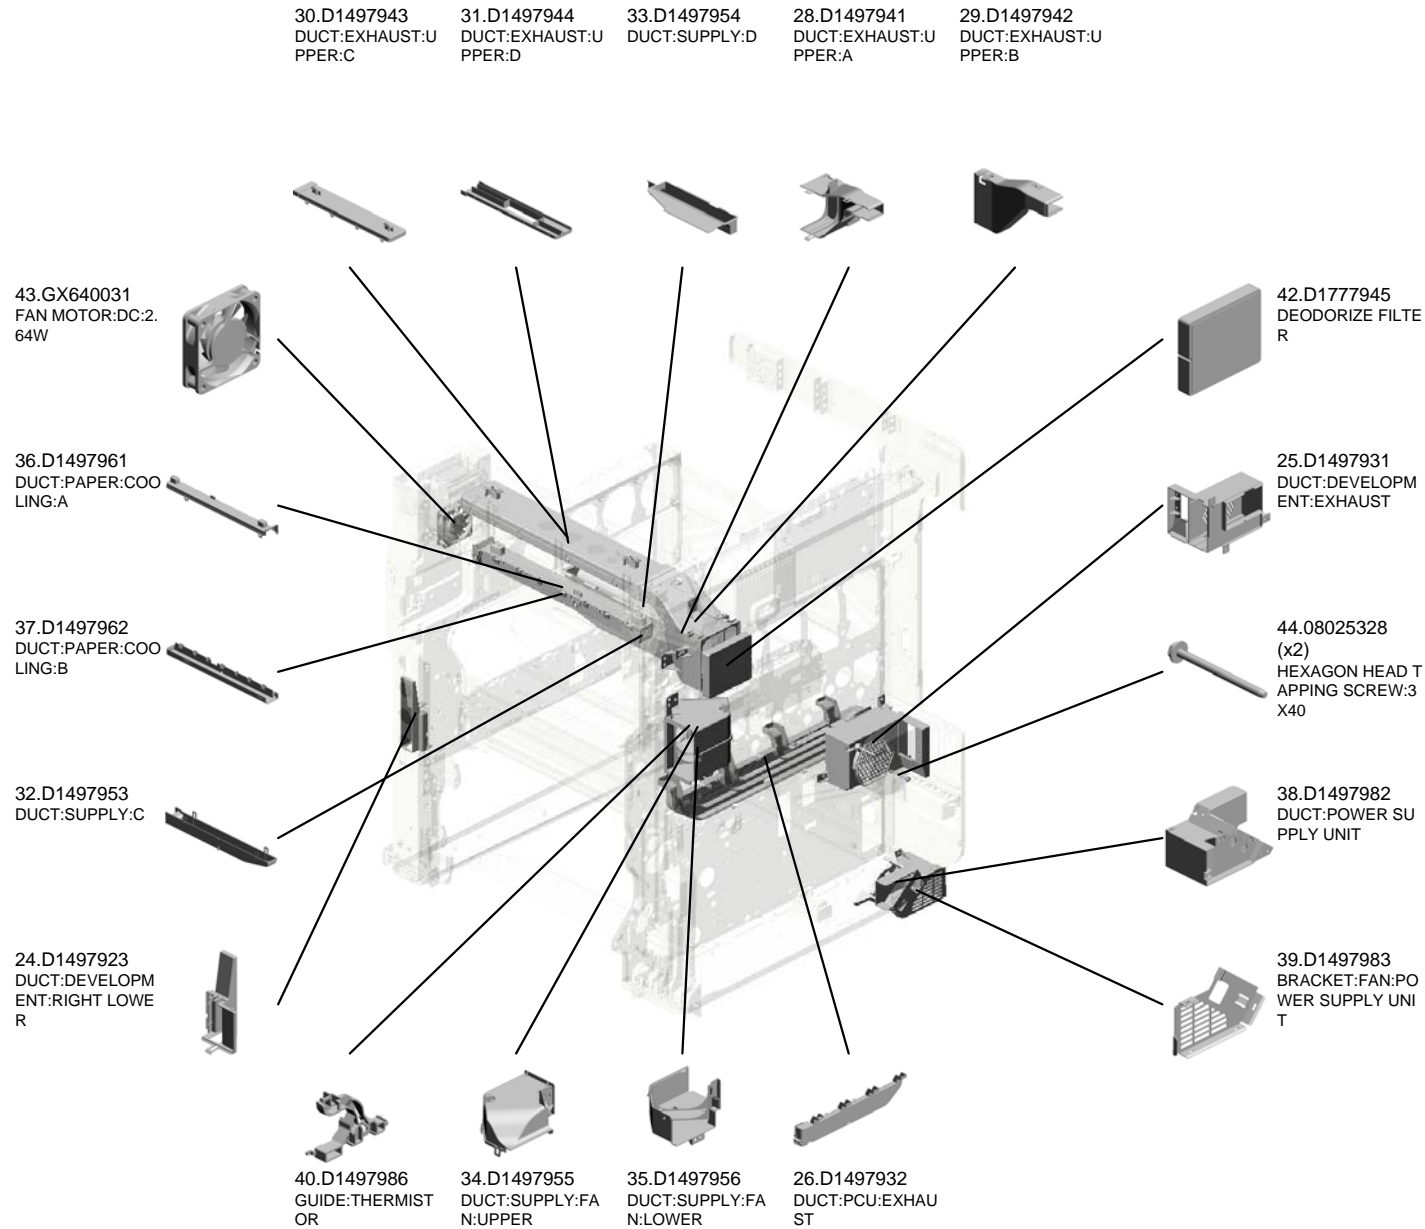 30.D1497943
DUCT:EXHAUST:U
PPER:C
31.D1497944
DUCT:EXHAUST:U
PPER:D
33.D1497954
DUCT:SUPPLY:D
28.D1497941
DUCT:EXHAUST:U
PPER:A
29.D1497942
DUCT:EXHAUST:U
PPER:B
43.GX640031
FAN MOTOR:DC:2.
64W
42.D1777945
DEODORIZE FILTE
R
36.D1497961
DUCT:PAPER:COO
LING:A
25.D1497931
DUCT:DEVELOPM
ENT:EXHAUST
37.D1497962
DUCT:PAPER:COO
LING:B
44.08025328
(x2)
HEXAGON HEAD T
APPING SCREW:3
X40
32.D1497953
DUCT:SUPPLY:C
38.D1497982
DUCT:POWER SU
PPLY UNIT
24.D1497923
DUCT:DEVELOPM
ENT:RIGHT LOWE
R
39.D1497983
BRACKET:FAN:PO
WER SUPPLY UNI
T
40.D1497986
GUIDE:THERMIST
OR
34.D1497955
DUCT:SUPPLY:FA
N:UPPER
35.D1497956
DUCT:SUPPLY:FA
N:LOWER
26.D1497932
DUCT:PCU:EXHAU
ST